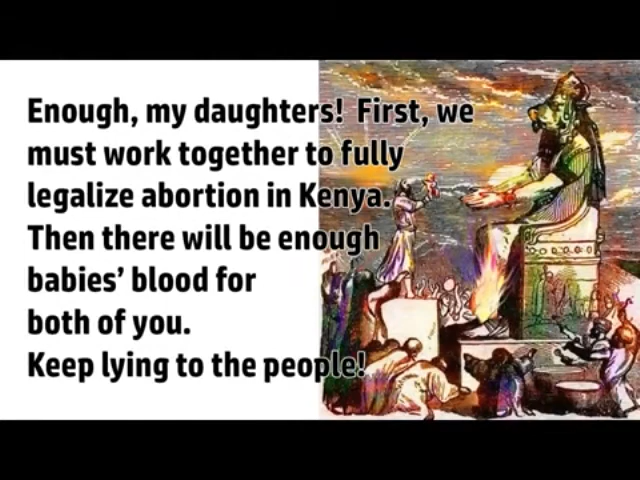 Enough, my daughters! First, we
must work together to fully
legalize abortion in Kenya.
Then there will be enough
babies’ blood for
both of you.
Keep lying to the people!